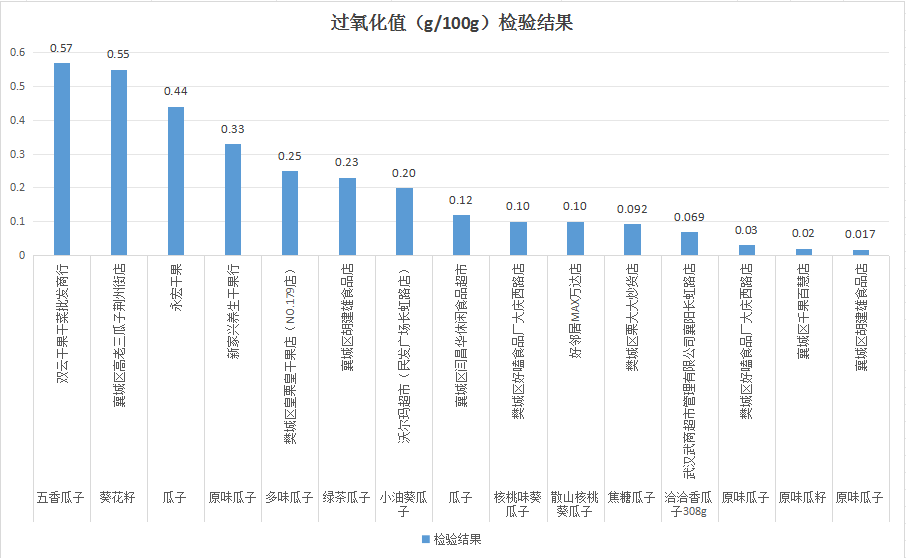 过氧化值（g/100g）检验结果
0.6
0.5
0.4
0.3
0.2
0.1
0
0.57
0.55
0.44
0.33
0.25
0.23
0.20
0.12
0.10
0.10
0.092
0.069
0.03
0.02
0.017
双云干果干菜批发商行
襄城区高老三瓜子荆州街店
永宏干果
新家兴养生干果行
樊城区皇栗皇干果店（NO.179店）
襄城区胡建雄食品店
沃尔玛超市（民发广场长虹路店）
襄城区闫昌华休闲食品超市
樊城区好嗑食品厂大庆西路店
好邻居MAX万达店
樊城区栗大大炒货店
武汉武商超市管理有限公司襄阳长虹路店
樊城区好嗑食品厂大庆西路店
襄城区千果百慧店
襄城区胡建雄食品店
五香瓜子
葵花籽
瓜子
原味瓜子
多味瓜子
绿茶瓜子
小油葵瓜
子
瓜子
核桃味葵
瓜子
散山核桃
葵瓜子
焦糖瓜子
洽洽香瓜
子308g
原味瓜子
原味瓜籽
原味瓜子
检验结果